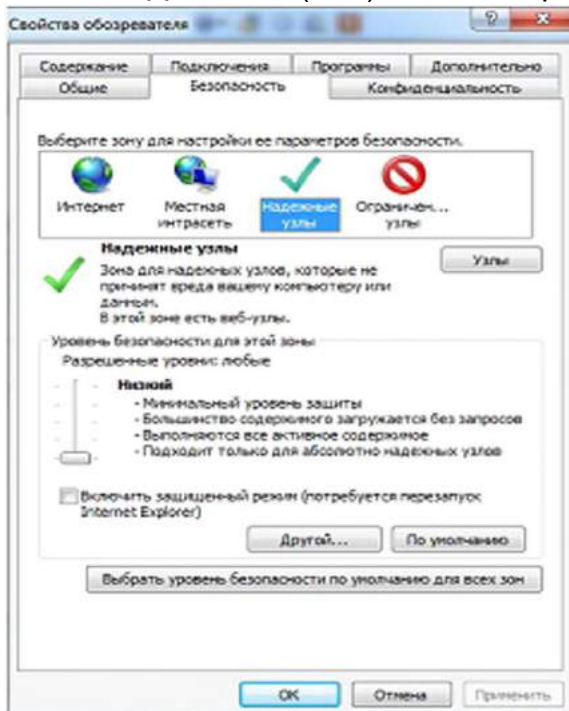 Свойства обозревателя
Содержание Подключения Программы Дополнительно
Общие Безопасность Конфиденциальность
Выберите зону для настройки ее параметров безопасности.
Интернет
Местная интрасеть
Надежные узлы
Ограничен... узлы
Надежные узлы
Узлы
Зона для надежных узлов, которые не
причинят вреда вашему компьютеру или
данным.
В этой зоне есть веб-узлы.
Уровень безопасности для этой зоны
Разрешенные уровни: любые
Низкий
- Минимальный уровень защиты
- Большинство содержимого загружается без запросов
- Выполняются все активное содержимое
- Подходит только для абсолютно надежных узлов
Включить защищенный режим (потребуется перезапуск
Internet Explorer)
Другой... По умолчанию
Выбрать уровень безопасности по умолчанию для всех зон
OK Отмена Применить